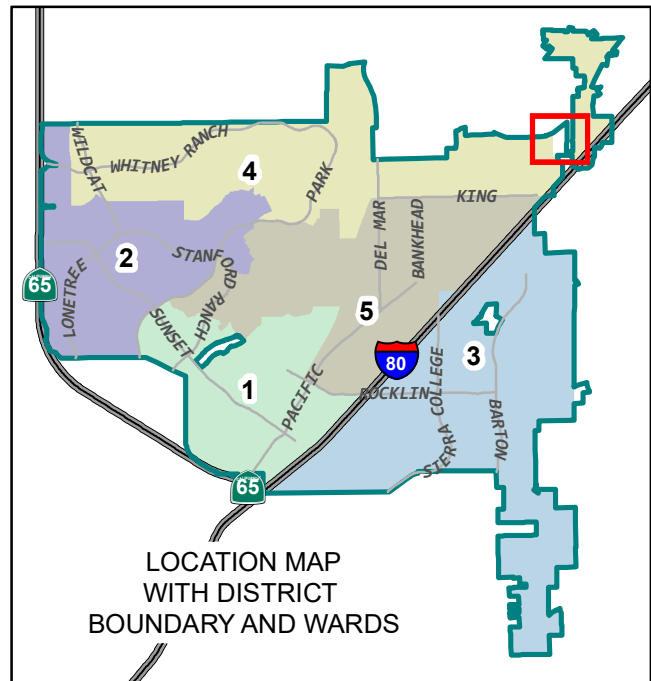 WILDCAT
WHITNEY RANCH
PARK
4
KING
DEL MAR
BANKHEAD
2
STANFORD RANCH
65
LONETREE
SUNSET
5
3
80
1
PACIFIC
ROCKLIN
SIERRA COLLEGE
BARTON
65
LOCATION MAP
WITH DISTRICT
BOUNDARY AND WARDS